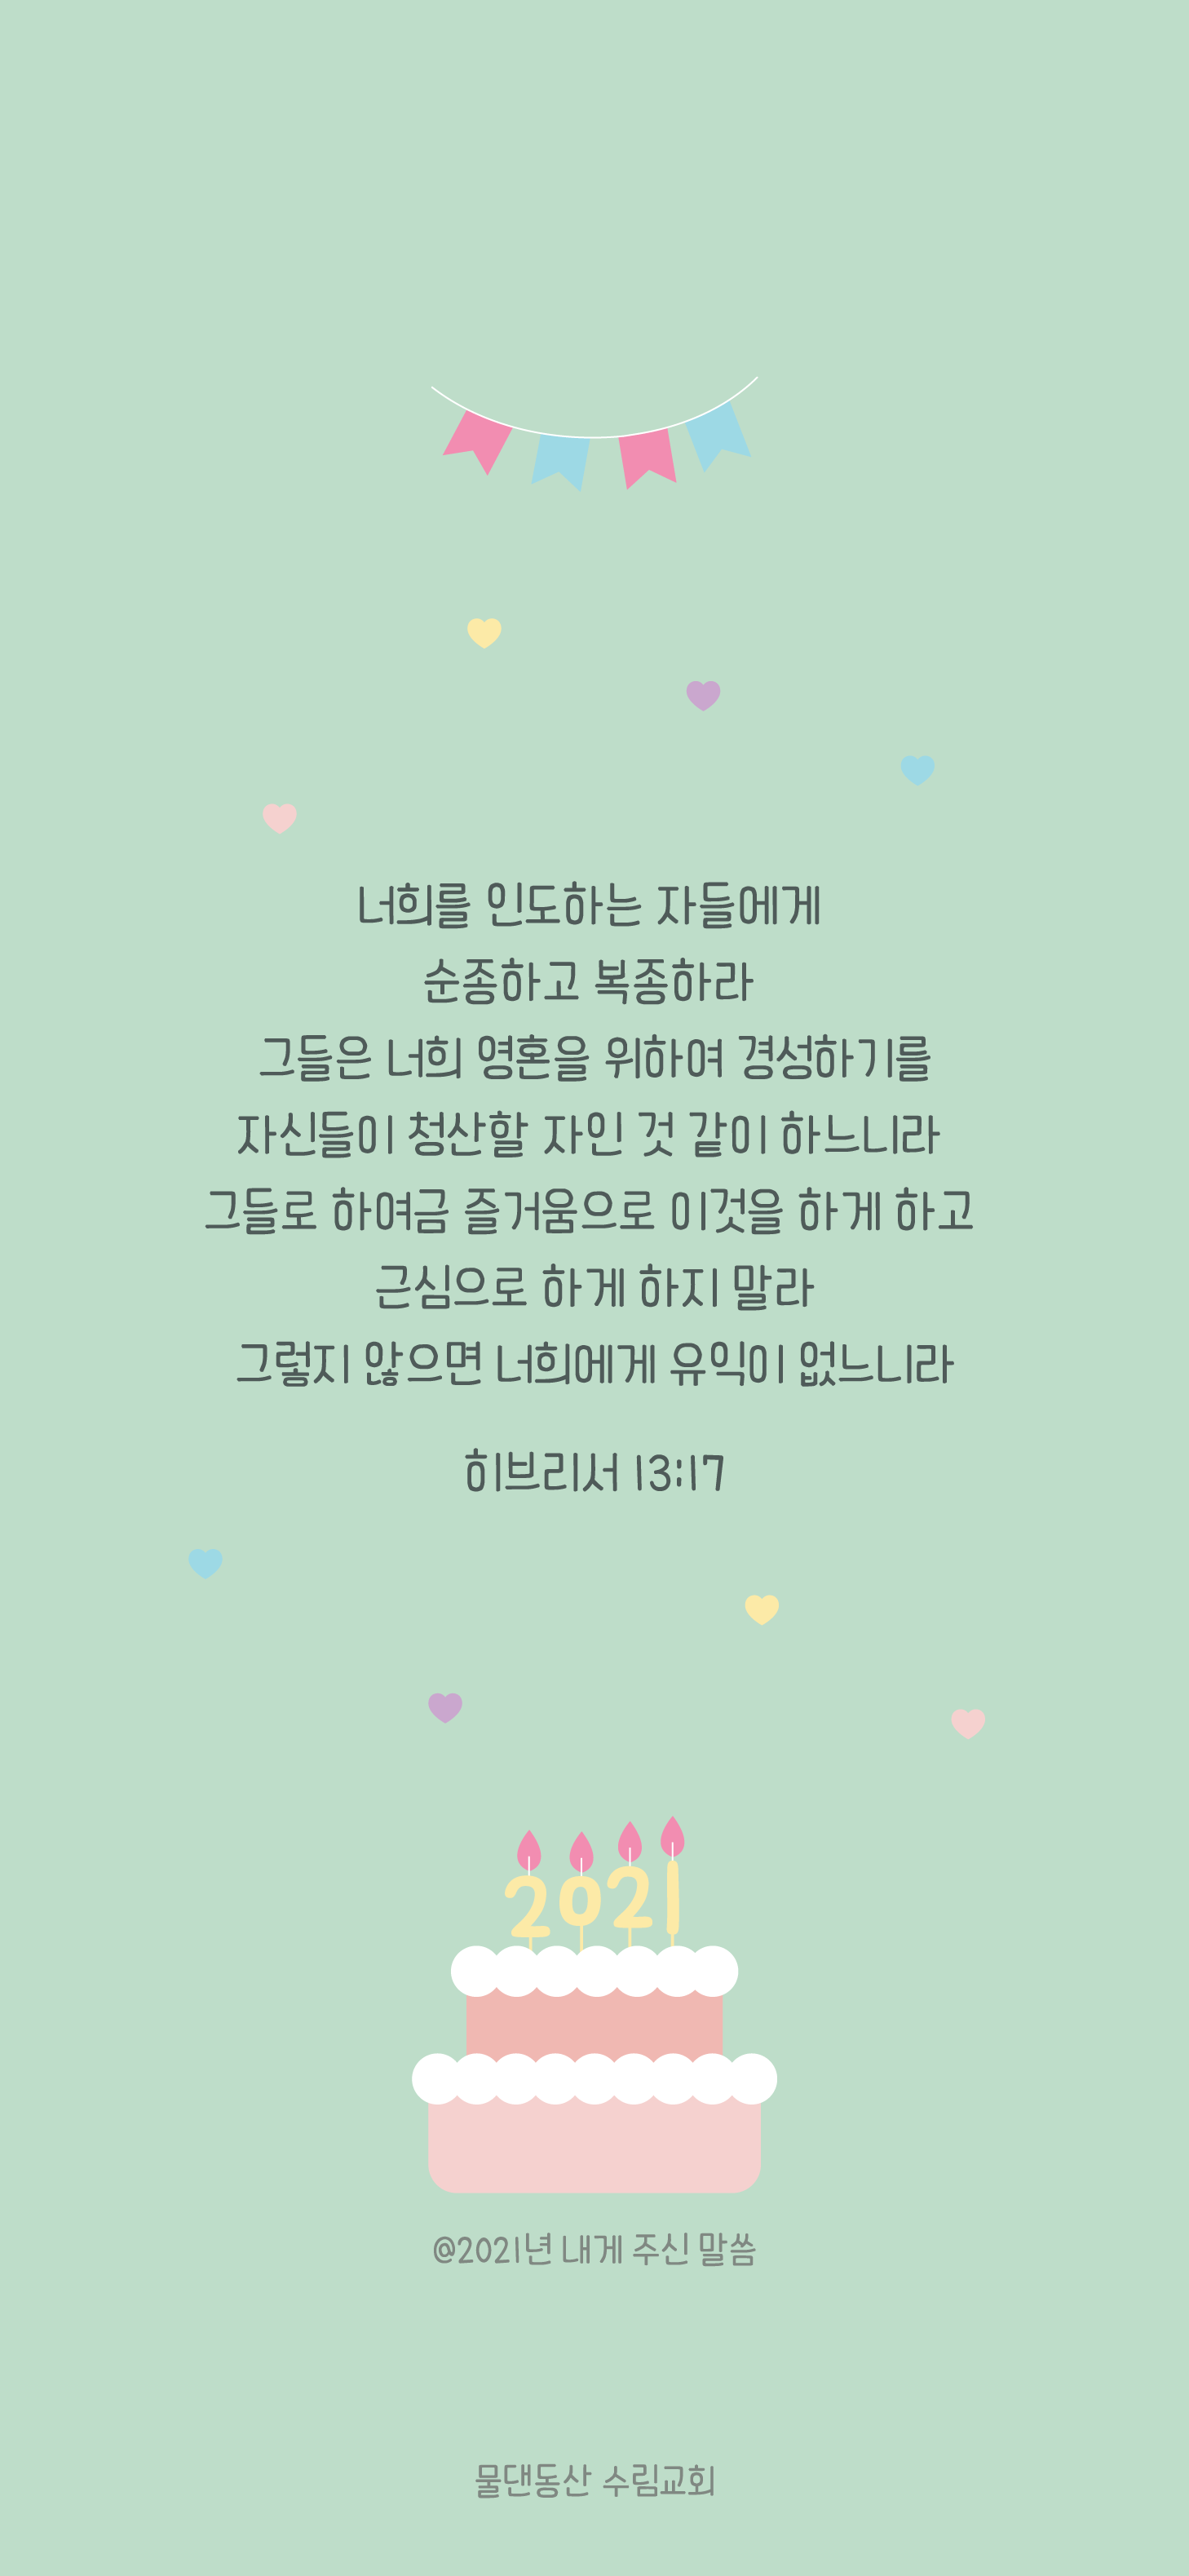 너희를 인도하는 자들에게
순종하고 복종하라
그들은 너희 영혼을 위하여 경성하기를
자신들이 청산할 자인 것 같이 하느니라
그들로 하여금 즐거움으로 이것을 하게 하고
근심으로 하게 하지 말라
그렇지 않으면 너희에게 유익이 없느니라
히브리서 13:17
2021
@2021년 내게 주신 말씀
물댄동산 수림교회